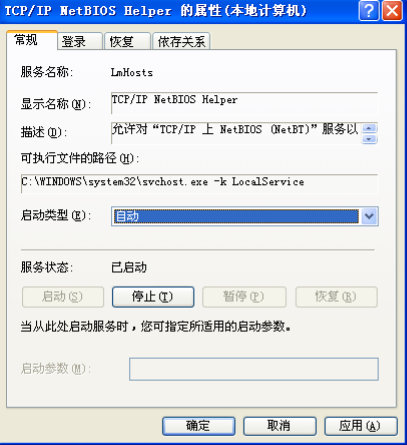 TCP/IP NetBIOS Helper 的属性(本地计算机)
常规 登录 恢复 依存关系
服务名称: LmHosts
显示名称(N): TCP/IP NetBIOS Helper
描述(D): 允许对“TCP/IP 上 NetBIOS (NetBT)”服务以
可执行文件的路径(H):
C:\WINDOWS\system32\svchost.exe -k LocalService
启动类型(E): 自动
服务状态: 已启动
启动(S) 停止(T) 暂停(P) 恢复(R)
当从此处启动服务时,您可指定所适用的启动参数。
启动参数(M):
确定 取消 应用(A)